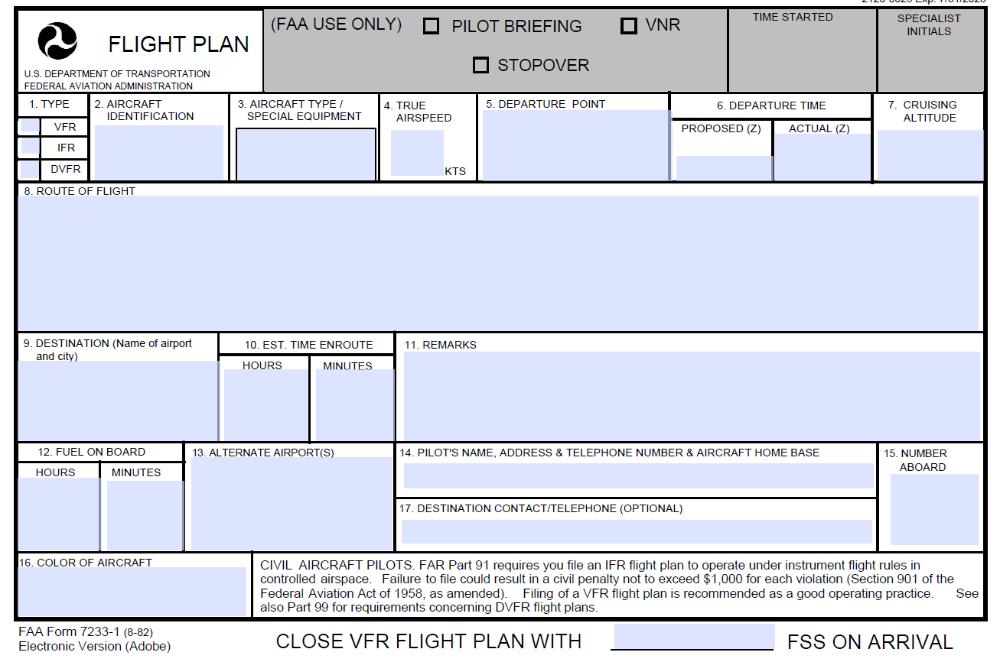 (FAA USE ONLY) PILOT BRIEFING VNR
STOPOVER
TIME STARTED
SPECIALIST
INITIALS
FLIGHT PLAN
U.S. DEPARTMENT OF TRANSPORTATION
FEDERAL AVIATION ADMINISTRATION
1. TYPE
VFR
IFR
DVFR
2. AIRCRAFT
IDENTIFICATION
3. AIRCRAFT TYPE /
SPECIAL EQUIPMENT
4. TRUE
AIRSPEED
KTS
5. DEPARTURE POINT
6. DEPARTURE TIME
PROPOSED (Z)
ACTUAL (Z)
7. CRUISING
ALTITUDE
8. ROUTE OF FLIGHT
9. DESTINATION (Name of airport
and city)
10. EST. TIME ENROUTE
HOURS
MINUTES
11. REMARKS
12. FUEL ON BOARD
HOURS
MINUTES
13. ALTERNATE AIRPORT(S)
14. PILOT'S NAME, ADDRESS & TELEPHONE NUMBER & AIRCRAFT HOME BASE
17. DESTINATION CONTACT/TELEPHONE (OPTIONAL)
15. NUMBER
ABOARD
16. COLOR OF AIRCRAFT
CIVIL AIRCRAFT PILOTS. FAR Part 91 requires you file an IFR flight plan to operate under instrument flight rules in
controlled airspace. Failure to file could result in a civil penalty not to exceed $1,000 for each violation (Section 901 of the
Federal Aviation Act of 1958, as amended). Filing of a VFR flight plan is recommended as a good operating practice. See
also Part 99 for requirements concerning DVFR flight plans.
FAA Form 7233-1 (8-82)
Electronic Version (Adobe)
CLOSE VFR FLIGHT PLAN WITH FSS ON ARRIVAL